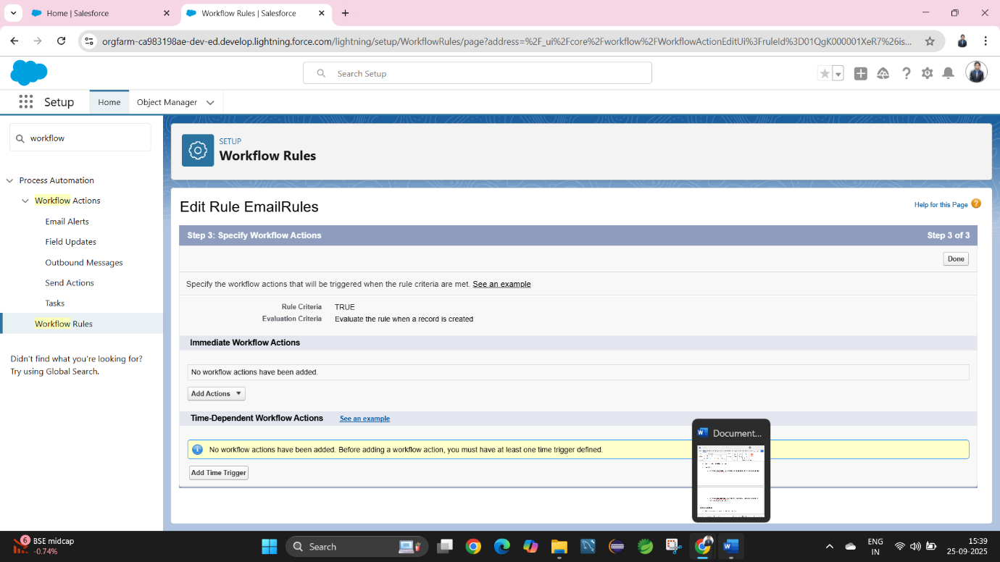 Home | Salesforce
Workflow Rules | Salesforce
orgfarm-ca983198ae-dev-ed.develop.lightning.force.com/lightning/setup/WorkflowRules/page?address=%2F_ui%2Fcore%2Fworkflow%2FWorkflowActionEditUi%3FruleId%3D01QgK000001XeR7%26is...
Search Setup
Setup
Home
Object Manager
workflow
Process Automation
Workflow Actions
Email Alerts
Field Updates
Outbound Messages
Send Actions
Tasks
Workflow Rules
Didn't find what you're looking for?
Try using Global Search.
SETUP
Workflow Rules
Edit Rule EmailRules
Help for this Page ?
Step 3: Specify Workflow Actions Step 3 of 3
Done
Specify the workflow actions that will be triggered when the rule criteria are met. See an example
Rule Criteria TRUE
Evaluation Criteria Evaluate the rule when a record is created
Immediate Workflow Actions
No workflow actions have been added.
Add Actions
Time-Dependent Workflow Actions See an example
No workflow actions have been added. Before adding a workflow action, you must have at least one time trigger defined.
Add Time Trigger
Document...
6
BSE midcap
-0.74%
Search
ENG
IN
15:39
25-09-2025